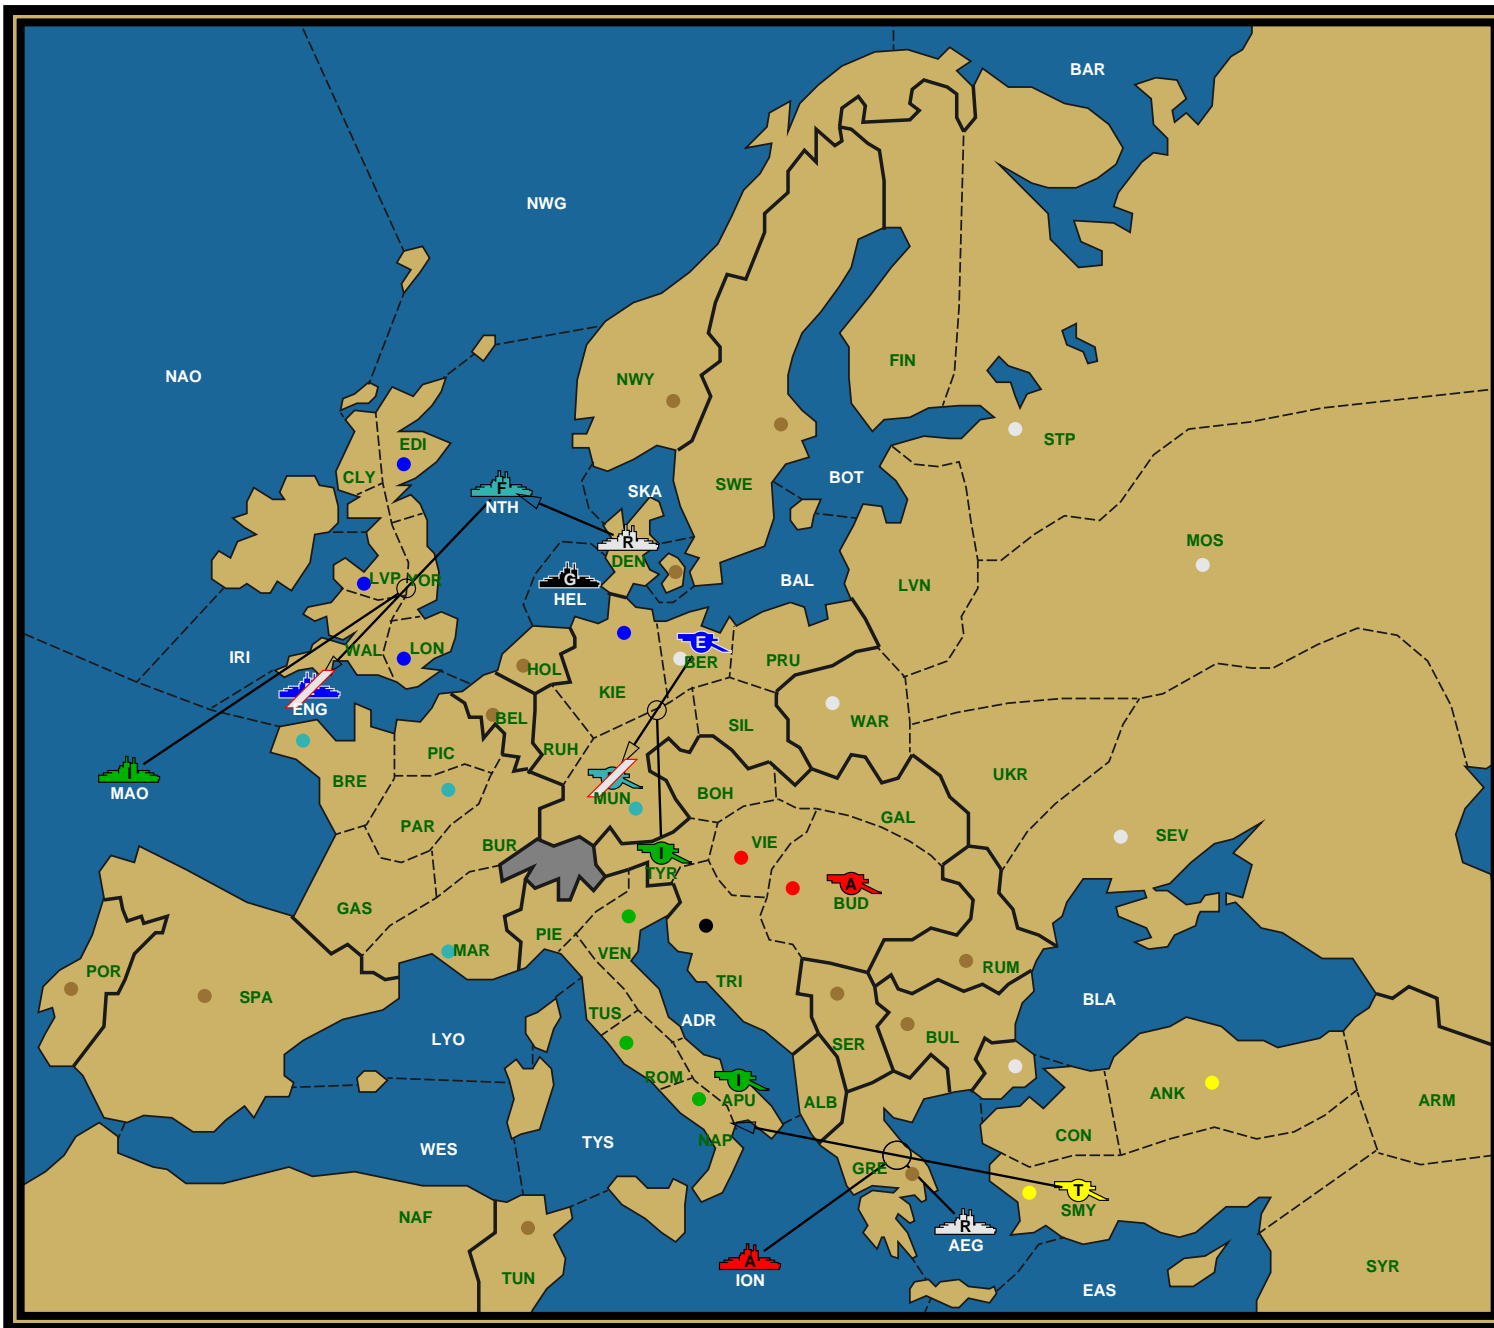 BAR
NWG
NAO
FIN
NWY
STP
EDI
CLY
SWE
BOT
SKA
F
NTH
R
DEN
MOS
G
HEL
BAL
LVN
LVP
YOR
IRI
WAL
LON
HOL
KIE
E
BER
PRU
ENG
BEL
SIL
WAR
PIC
RUH
UKR
I
MAO
BRE
MUN
BOH
GAL
SEV
PAR
BUR
VIE
I
TYR
A
BUD
GAS
MAR
PIE
VEN
POR
SPA
TRI
RUM
BLA
LYO
TUS
ADR
SER
BUL
ROM
I
APU
ALB
ANK
ARM
WES
TYS
NAP
CON
GRE
T
SMY
NAF
R
AEG
A
ION
TUN
EAS
SYR